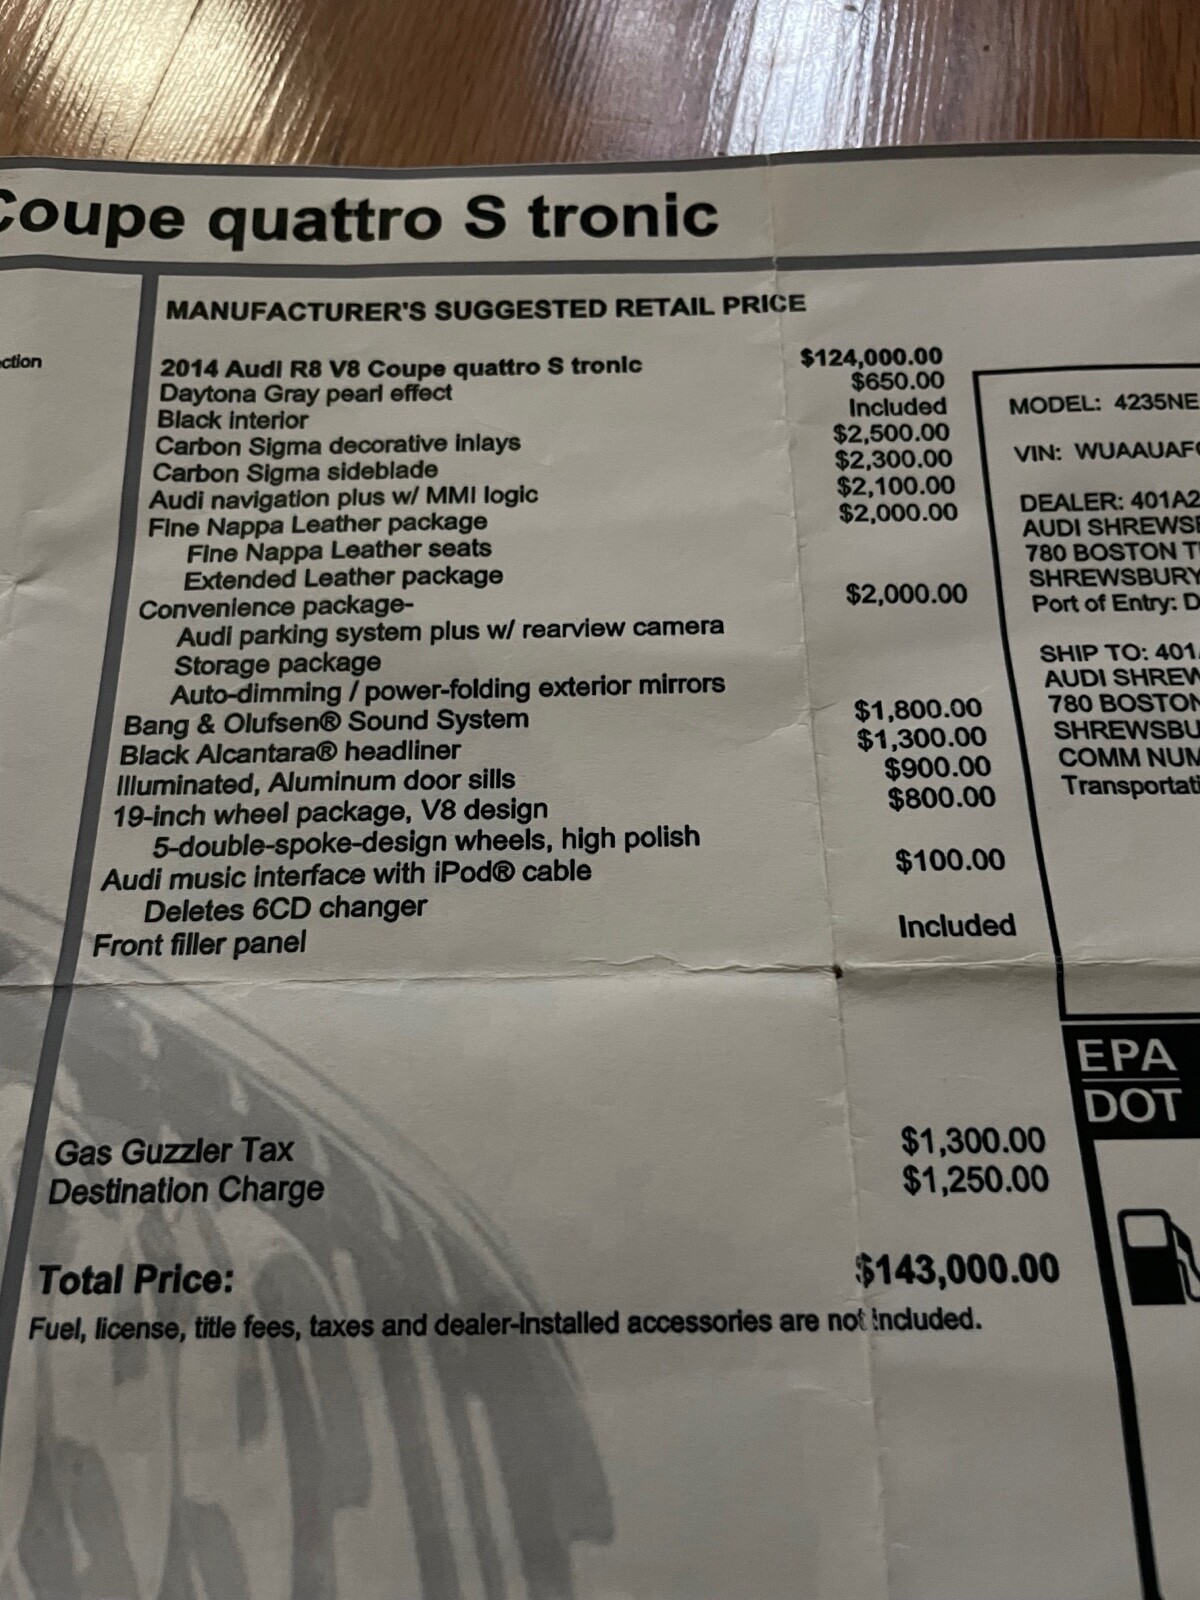 Coupe quattro S tronic
MANUFACTURER'S SUGGESTED RETAIL PRICE
2014 Audi R8 V8 Coupe quattro S tronic $124,000.00
Daytona Gray pearl effect $650.00
Black interior Included
Carbon Sigma decorative inlays $2,500.00
Carbon Sigma sideblade $2,300.00
Audi navigation plus w/ MMI logic $2,100.00
Fine Nappa Leather package $2,000.00
Fine Nappa Leather seats
Extended Leather package
Convenience package- $2,000.00
Audi parking system plus w/ rearview camera
Storage package
Auto-dimming / power-folding exterior mirrors
Bang & Olufsen® Sound System $1,800.00
Black Alcantara® headliner $1,300.00
Illuminated, Aluminum door sills $900.00
19-inch wheel package, V8 design $800.00
5-double-spoke-design wheels, high polish
Audi music interface with iPod® cable $100.00
Deletes 6CD changer
Front filler panel Included
Gas Guzzler Tax $1,300.00
Destination Charge $1,250.00
Total Price: $143,000.00
Fuel, license, title fees, taxes and dealer-installed accessories are not included.
ction
MODEL: 4235NE
VIN: WUAAUAF
DEALER: 401A2
AUDI SHREWSB
780 BOSTON T
SHREWSBURY
Port of Entry: D
SHIP TO: 401
AUDI SHREW
780 BOSTON
SHREWSBU
COMM NUM
Transportati
EPA
DOT